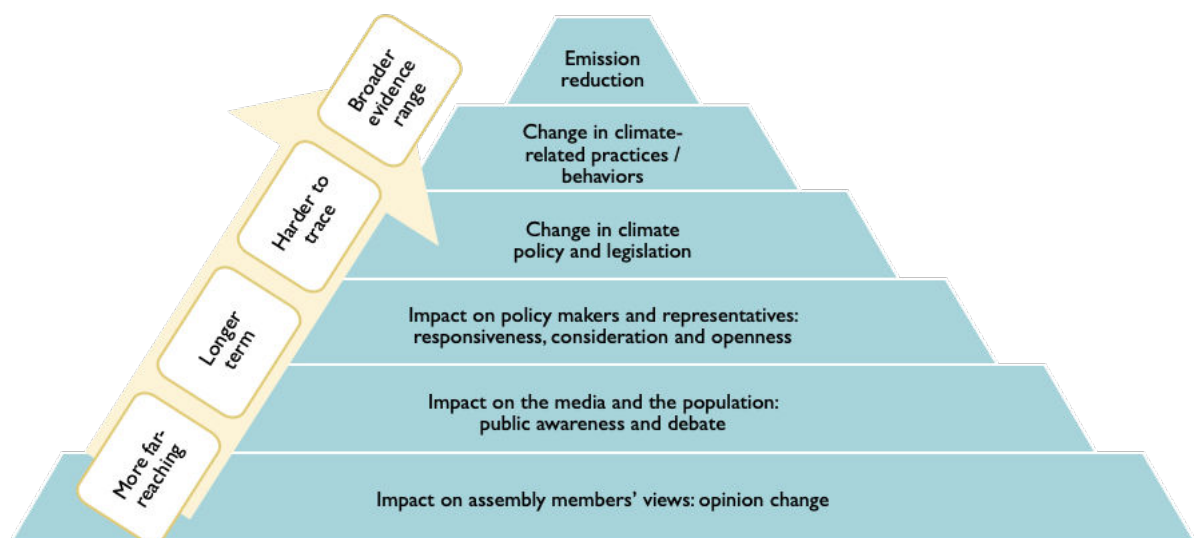 Broader
evidence
range
Harder to
trace
Longer
term
More far-
reaching
Emission
reduction
Change in climate-
related practices /
behaviors
Change in climate
policy and legislation
Impact on policy makers and representatives:
responsiveness, consideration and openness
Impact on the media and the population:
public awareness and debate
Impact on assembly members’ views: opinion change